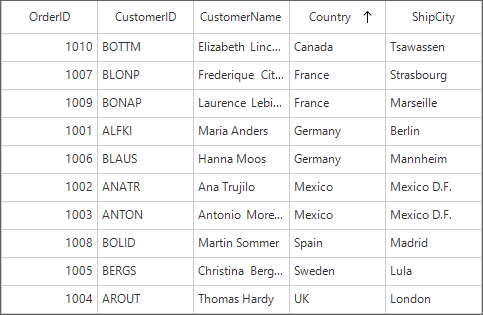 OrderID CustomerID CustomerName Country ShipCity
1010 BOTTM Elizabeth Linc... Canada Tsawassen
1007 BLONP Frederique Cit... France Strasbourg
1009 BONAP Laurence Lebi... France Marseille
1001 ALFKI Maria Anders Germany Berlin
1006 BLAUS Hanna Moos Germany Mannheim
1002 ANATR Ana Trujilo Mexico Mexico D.F.
1003 ANTON Antonio More... Mexico Mexico D.F.
1008 BOLID Martin Sommer Spain Madrid
1005 BERGS Christina Berg... Sweden Lula
1004 AROUT Thomas Hardy UK London